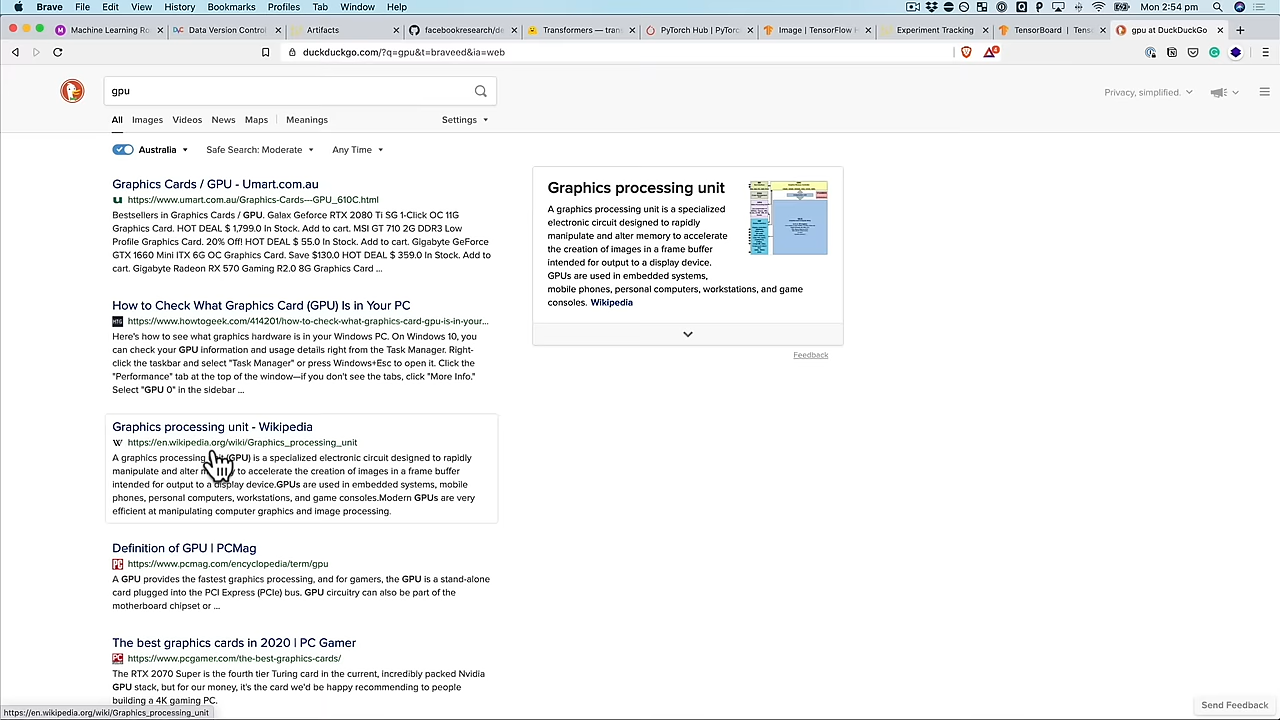 Brave File Edit View History Bookmarks Profiles Tab Window Help Mon 2:54 pm
Machine Learning Ro Data Version Control Artifacts facebookresearch/de Transformers — tran PyTorch Hub | PyTorc Image | TensorFlow H Experiment Tracking TensorBoard | Tens gpu at DuckDuckGo
duckduckgo.com/?q=gpu&t=braveed&ia=web
gpu
Privacy, simplified.
All Images Videos News Maps Meanings Settings
Australia Safe Search: Moderate Any Time
Graphics Cards / GPU - Umart.com.au
https://www.umart.com.au/Graphics-Cards---GPU_610C.html
Bestsellers in Graphics Cards / GPU. Galax Geforce RTX 2080 Ti SG 1-Click OC 11G
Graphics Card. HOT DEAL $ 1,799.0 In Stock. Add to cart. MSI GT 710 2G DDR3 Low
Profile Graphics Card. 20% Off! HOT DEAL $ 55.0 In Stock. Add to cart. Gigabyte GeForce
GTX 1660 Mini ITX 6G OC Graphics Card. Save $130.0 HOT DEAL $ 359.0 In Stock. Add to
cart. Gigabyte Radeon RX 570 Gaming R2.0 8G Graphics Card ...
How to Check What Graphics Card (GPU) Is in Your PC
HTG https://www.howtogeek.com/414201/how-to-check-what-graphics-card-gpu-is-in-your...
Here's how to see what graphics hardware is in your Windows PC. On Windows 10, you
can check your GPU information and usage details right from the Task Manager. Right-
click the taskbar and select "Task Manager" or press Windows+Esc to open it. Click the
"Performance" tab at the top of the window—if you don't see the tabs, click "More Info."
Select "GPU 0" in the sidebar ...
Graphics processing unit - Wikipedia
W https://en.wikipedia.org/wiki/Graphics_processing_unit
A graphics processing (GPU) is a specialized electronic circuit designed to rapidly
manipulate and alter to accelerate the creation of images in a frame buffer
intended for output to a display device.GPUs are used in embedded systems, mobile
phones, personal computers, workstations, and game consoles.Modern GPUs are very
efficient at manipulating computer graphics and image processing.
Definition of GPU | PCMag
PC https://www.pcmag.com/encyclopedia/term/gpu
A GPU provides the fastest graphics processing, and for gamers, the GPU is a stand-alone
card plugged into the PCI Express (PCIe) bus. GPU circuitry can also be part of the
motherboard chipset or ...
The best graphics cards in 2020 | PC Gamer
PC https://www.pcgamer.com/the-best-graphics-cards/
The RTX 2070 Super is the fourth tier Turing card in the current, incredibly packed Nvidia
GPU stack, but for our money, it's the card we'd be happy recommending to people
building a 4K gaming PC.
Graphics processing unit
A graphics processing unit is a specialized
electronic circuit designed to rapidly
manipulate and alter memory to accelerate
the creation of images in a frame buffer
intended for output to a display device.
GPUs are used in embedded systems,
mobile phones, personal computers, workstations, and game
consoles. Wikipedia
Feedback
https://en.wikipedia.org/wiki/Graphics_processing_unit
Send Feedback